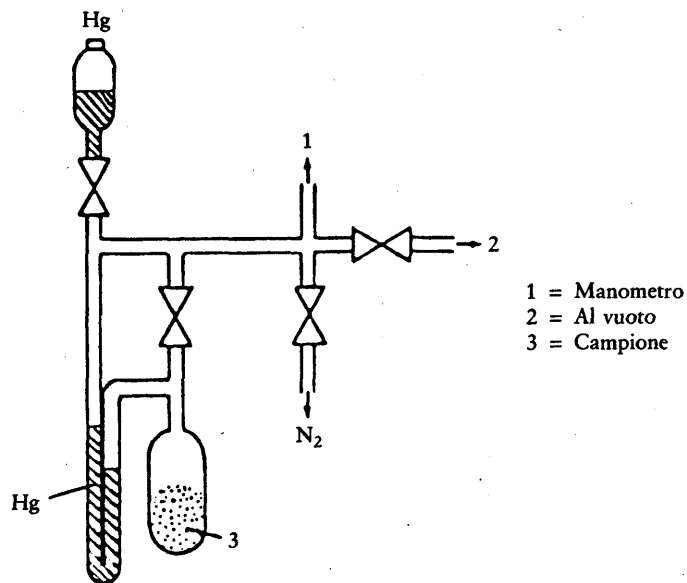 Hg
1
2
1 = Manometro
2 = Al vuoto
3 = Campione
N₂
Hg
3